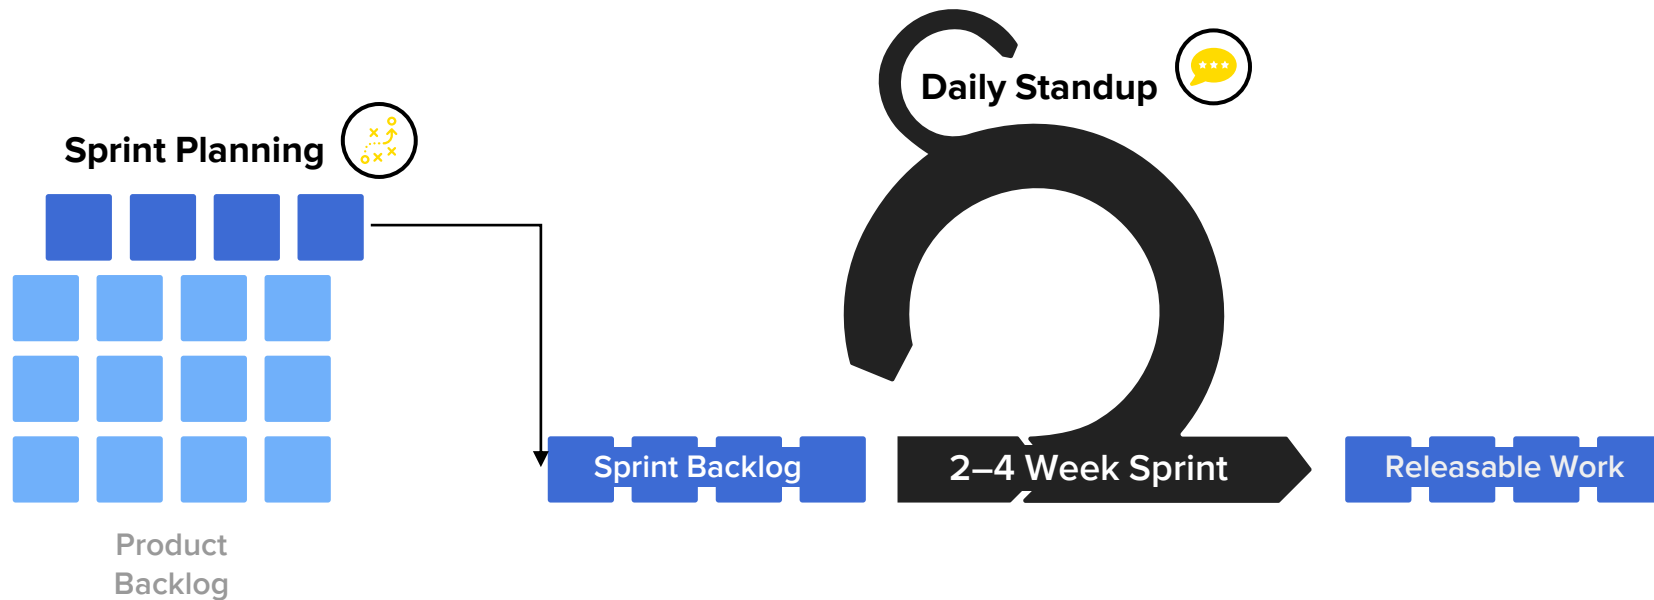 Daily Standup
Sprint Planning
Sprint Backlog
2–4 Week Sprint
Releasable Work
Product
Backlog